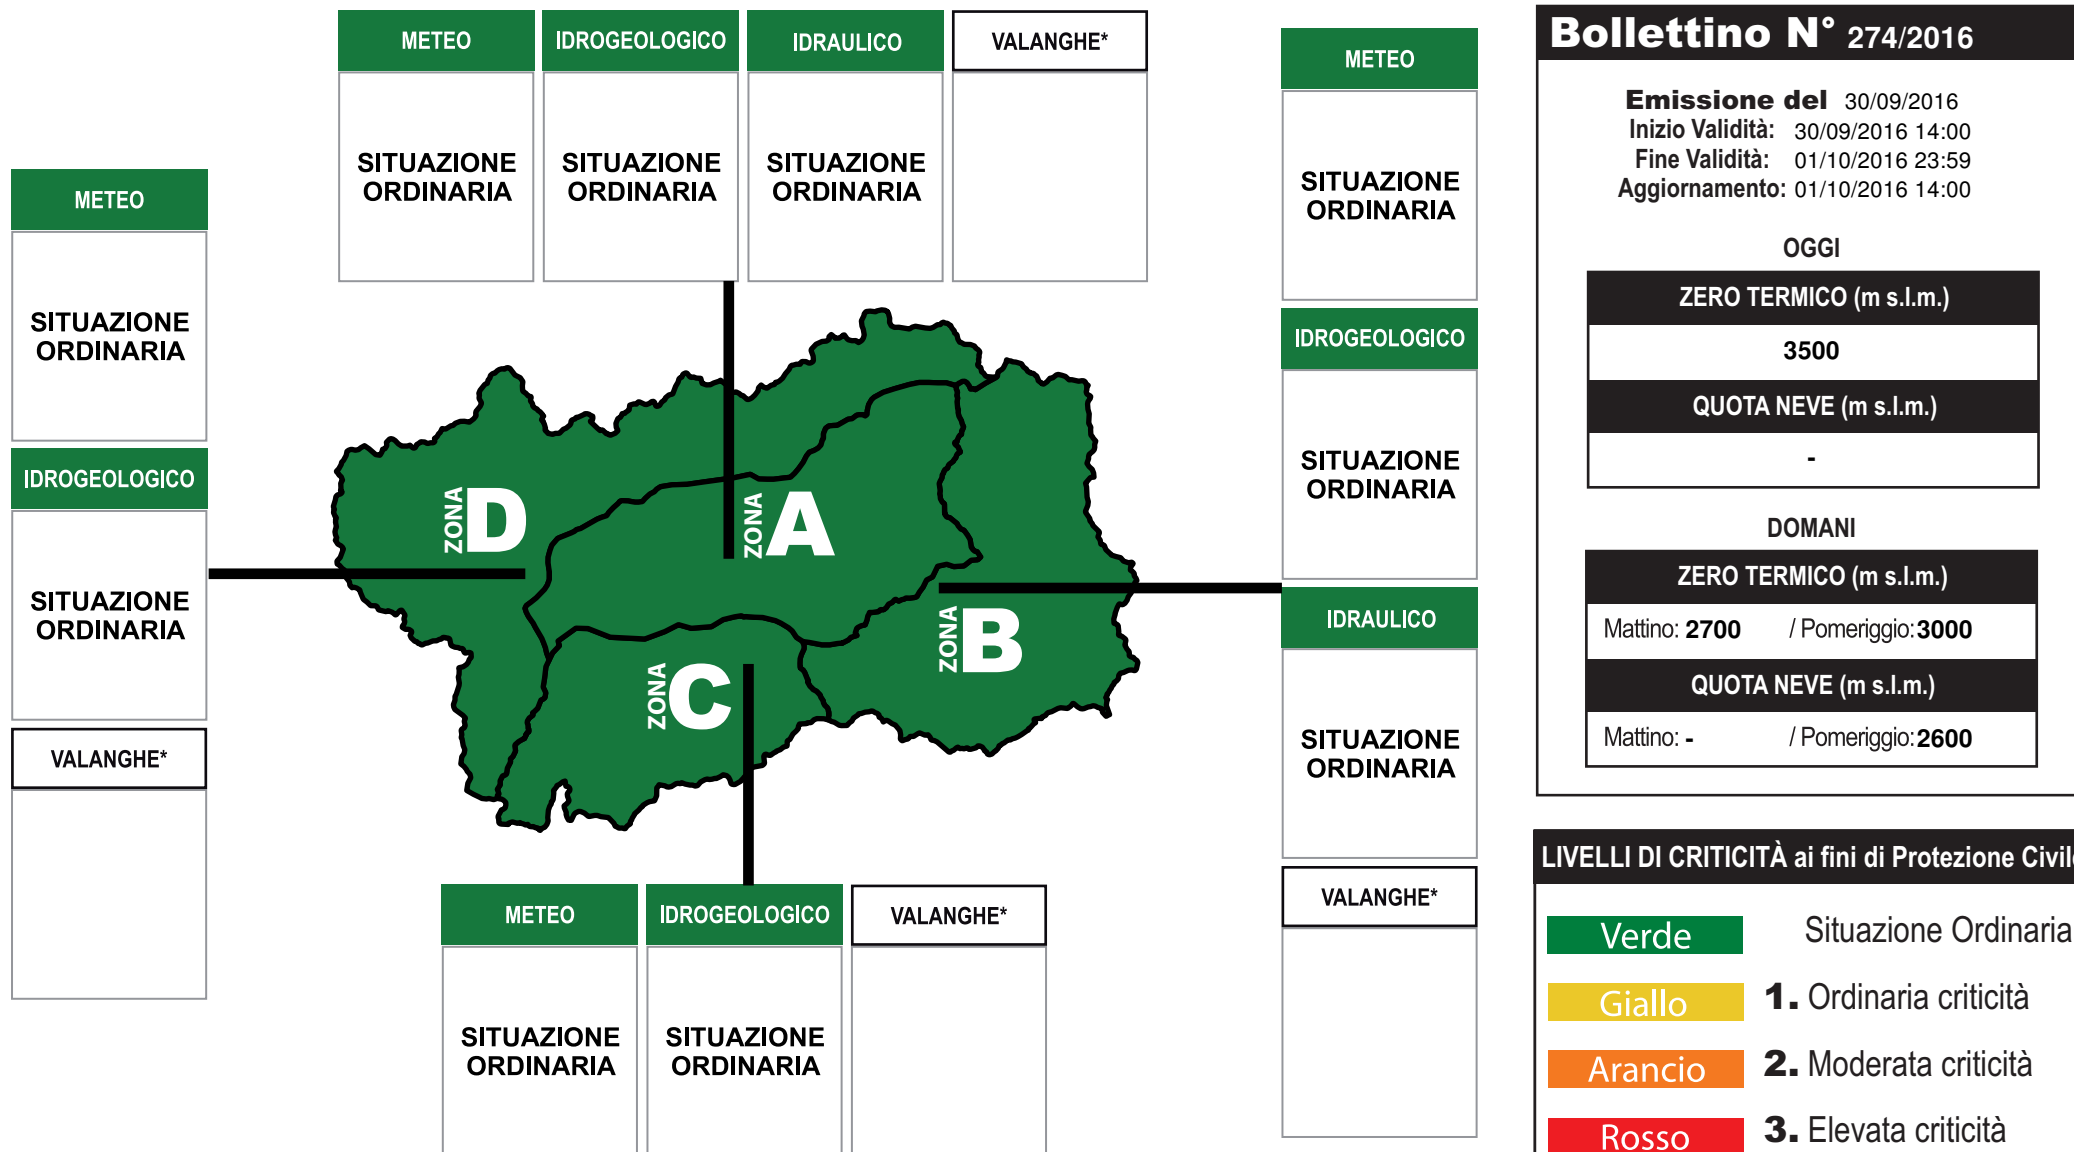 METEO
IDROGEOLOGICO
IDRAULICO
VALANGHE*
SITUAZIONE
ORDINARIA
SITUAZIONE
ORDINARIA
SITUAZIONE
ORDINARIA
METEO
SITUAZIONE
ORDINARIA
IDROGEOLOGICO
SITUAZIONE
ORDINARIA
VALANGHE*
ZONA D
ZONA A
ZONA B
ZONA C
METEO
SITUAZIONE
ORDINARIA
IDROGEOLOGICO
SITUAZIONE
ORDINARIA
IDRAULICO
SITUAZIONE
ORDINARIA
VALANGHE*
METEO
IDROGEOLOGICO
VALANGHE*
SITUAZIONE
ORDINARIA
SITUAZIONE
ORDINARIA
Bollettino N° 274/2016
Emissione del 30/09/2016
Inizio Validità: 30/09/2016 14:00
Fine Validità: 01/10/2016 23:59
Aggiornamento: 01/10/2016 14:00
OGGI
ZERO TERMICO (m s.l.m.)
3500
QUOTA NEVE (m s.l.m.)
-
DOMANI
ZERO TERMICO (m s.l.m.)
Mattino: 2700 / Pomeriggio: 3000
QUOTA NEVE (m s.l.m.)
Mattino: - / Pomeriggio: 2600
LIVELLI DI CRITICITÀ ai fini di Protezione Civile
Verde Situazione Ordinaria
Giallo 1. Ordinaria criticità
Arancio 2. Moderata criticità
Rosso 3. Elevata criticità